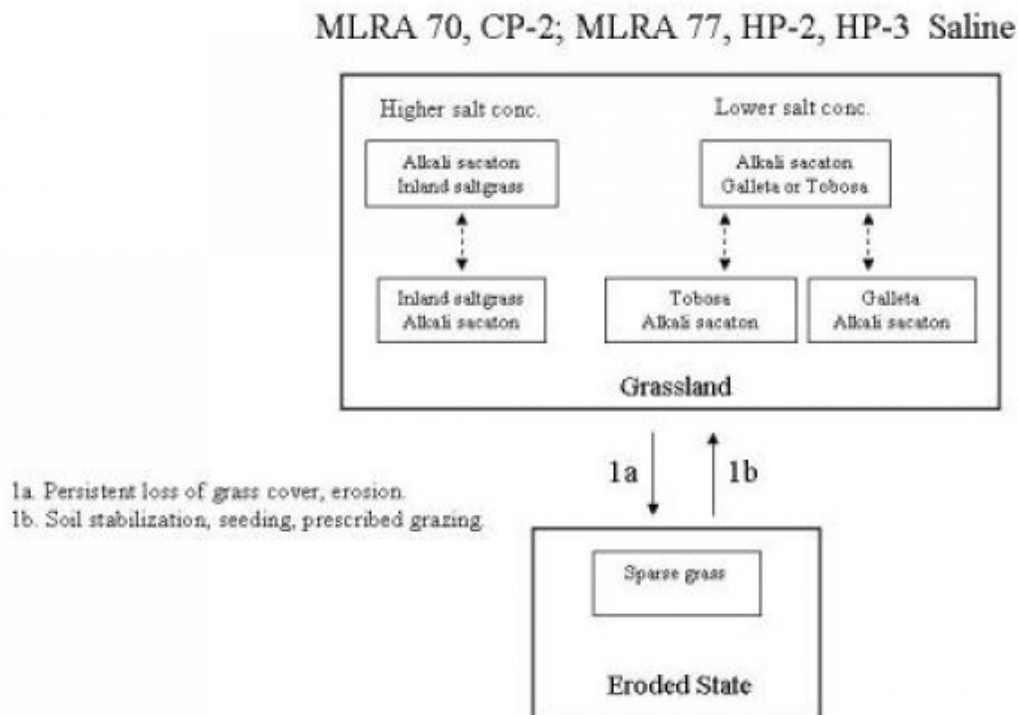 MLRA 70, CP-2; MLRA 77, HP-2, HP-3 Saline
Higher salt conc.
Lower salt conc.
Alkali sacaton
Inland saltgrass
Alkali sacaton
Galleta or Tobosa
Inland saltgrass
Alkali sacaton
Tobosa
Alkali sacaton
Galleta
Alkali sacaton
Grassland
1a
1b
1a. Persistent loss of grass cover, erosion.
1b. Soil stabilization, seeding, prescribed grazing.
Sparse grass
Eroded State